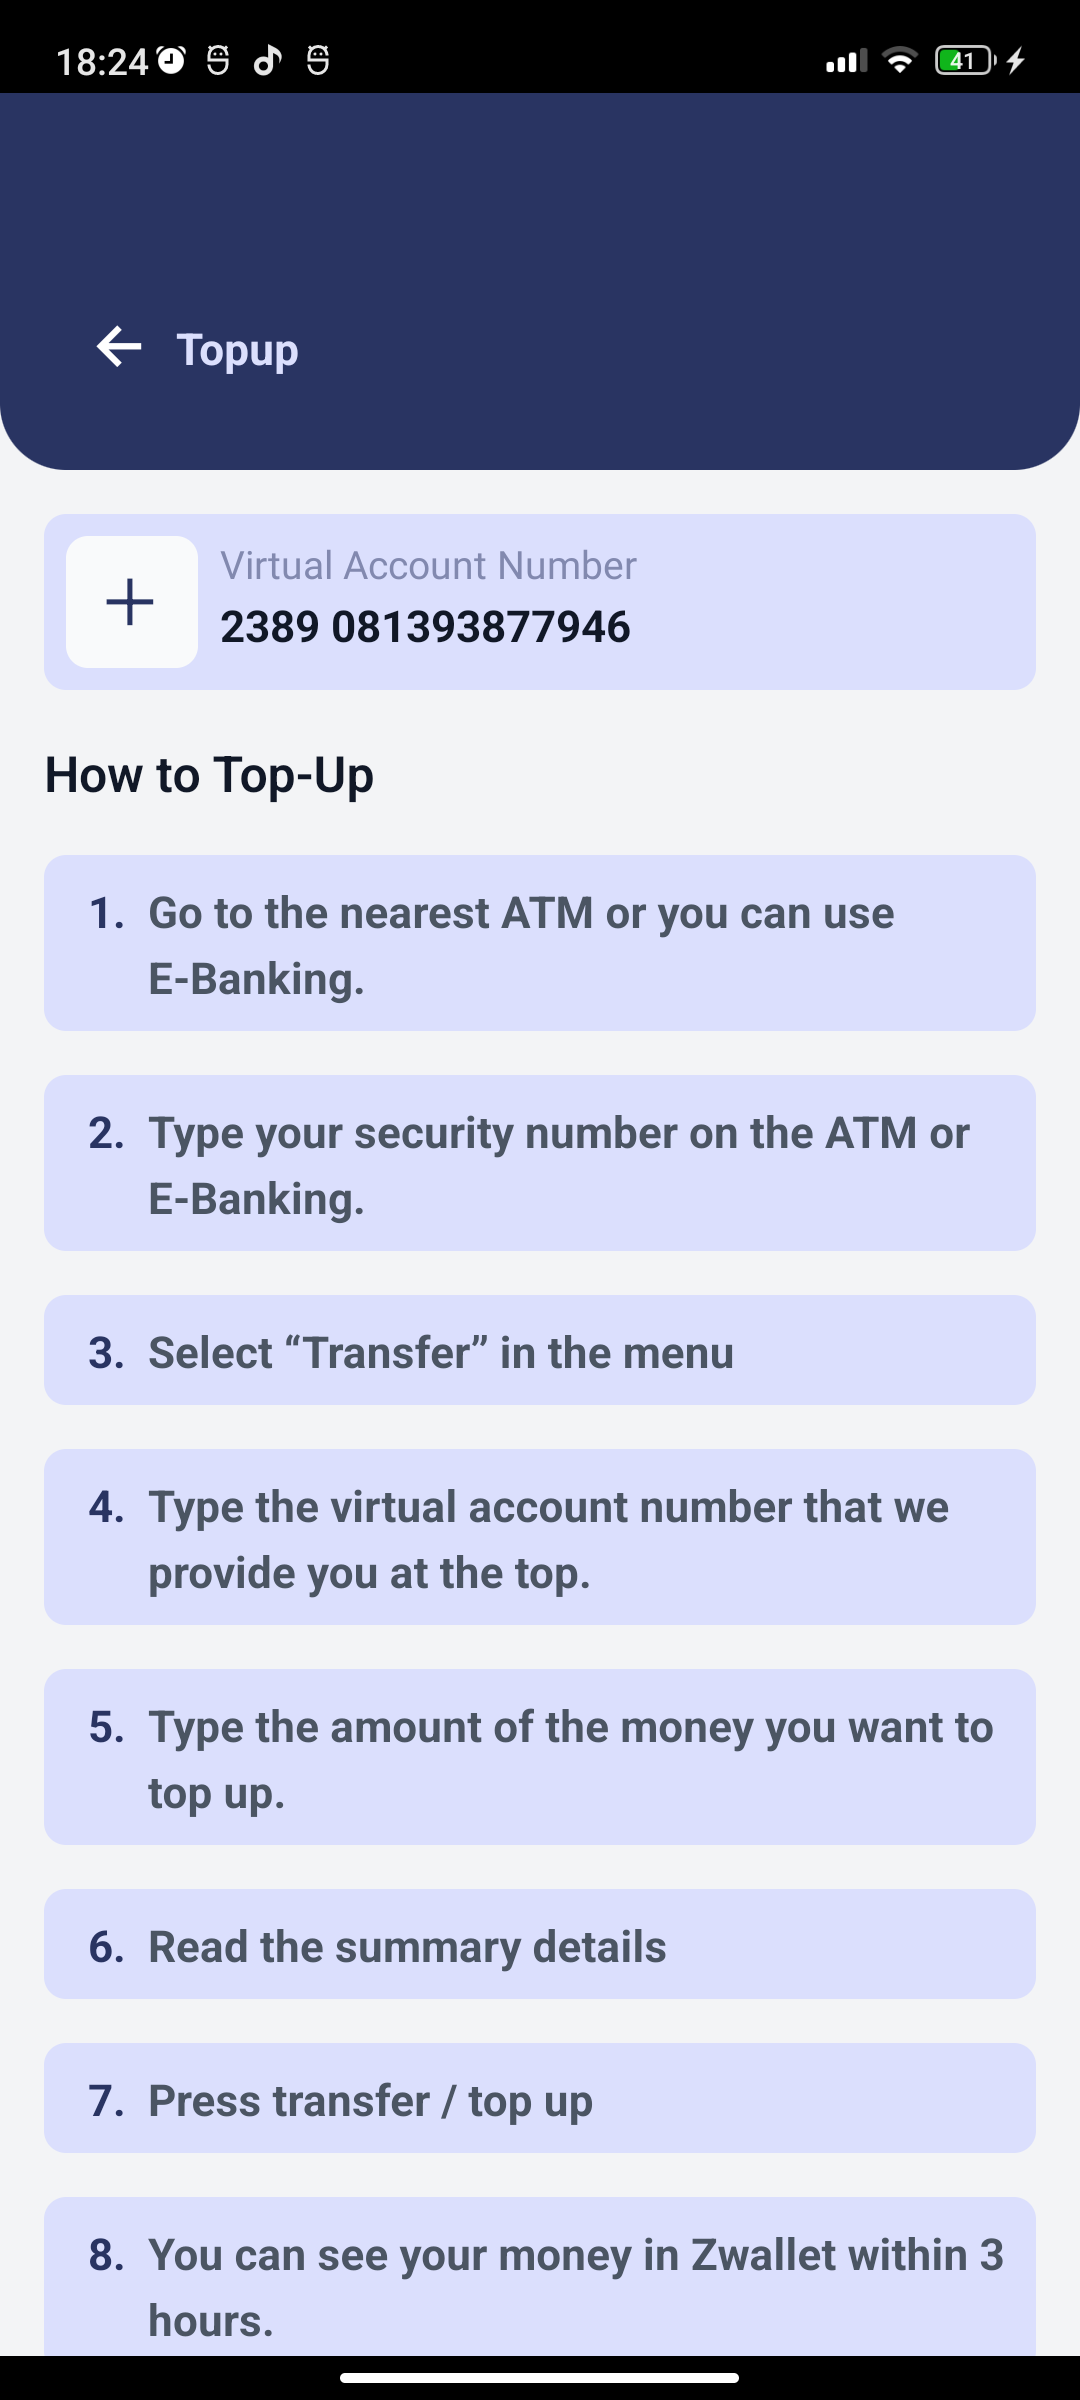 18:24
41
Topup
Virtual Account Number
2389 081393877946
How to Top-Up
1. Go to the nearest ATM or you can use
E-Banking.
2. Type your security number on the ATM or
E-Banking.
3. Select “Transfer” in the menu
4. Type the virtual account number that we
provide you at the top.
5. Type the amount of the money you want to
top up.
6. Read the summary details
7. Press transfer / top up
8. You can see your money in Zwallet within 3
hours.